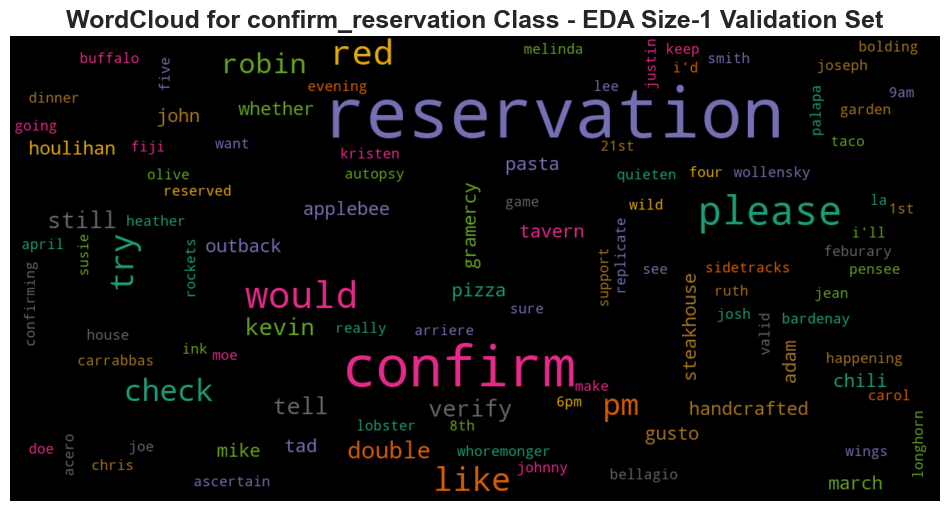 WordCloud for confirm_reservation Class - EDA Size-1 Validation Set
buffalo
five
robin
red
evening
melinda
lee
justin
keep
i'd
smith
bolding
joseph
9am
dinner
going
houlihan
fiji
john
whether
want
reservation
palapa
garden
taco
olive
reserved
kristen
autopsy
pasta
21st
quieten
four
wollensky
still
heather
applebee
gramercy
game
tavern
wild
please
la
1st
i'll
april
susie
try
rockets
outback
support
replicate
see
sidetracks
feburary
pensee
confirming
would
pizza
sure
steakhouse
ruth
jean
house
kevin
really
arriere
josh
valid
bardenay
carrabbas
ink
moe
confirm
make
adam
happening
chili
carol
check
tell
verify
6pm
pm
handcrafted
lobster
8th
gusto
doe
acero
joe
mike
tad
double
whoremonger
longhorn
chris
ascertain
like
johnny
bellagio
wings
march